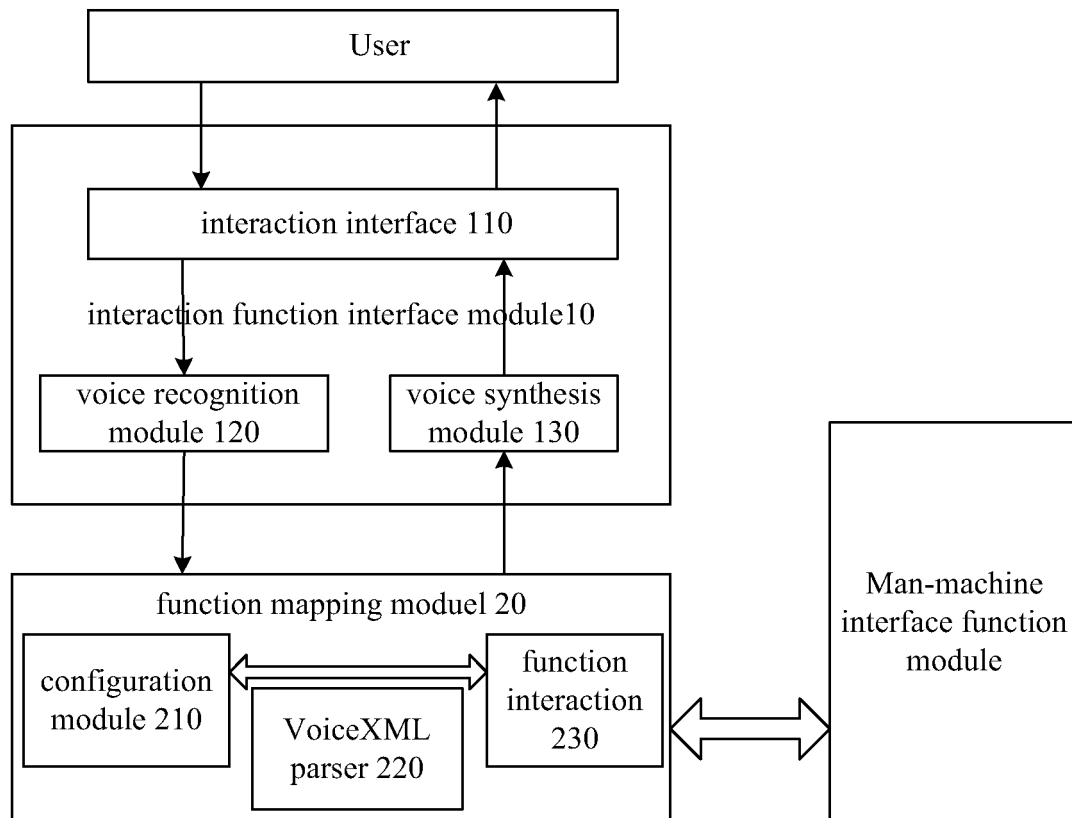 User
interaction interface 110
interaction function interface module10
voice recognition
module 120
voice synthesis
module 130
function mapping moduel 20
configuration
module 210
VoiceXML
parser 220
function
interaction
230
Man-machine
interface function
module